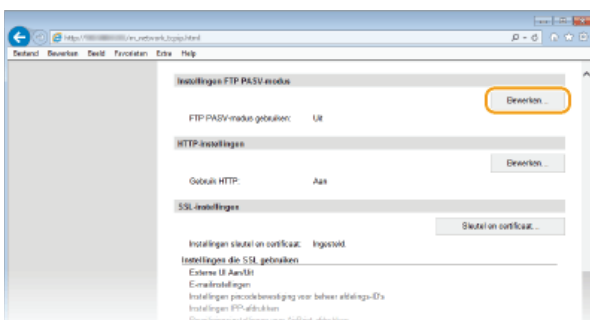 http://
/m_network_tcpip.html
Bestand Bewerken Beeld Favorieten Extra Help
Instellingen FTP PASV-modus
Bewerken...
FTP PASV-modus gebruiken: Uit
HTTP-instellingen
Bewerken...
Gebruik HTTP: Aan
SSL-instellingen
Sleutel en certificaat...
Instellingen sleutel en certificaat: Ingesteld.
Instellingen die SSL gebruiken
Externe UI Aan/Uit
E-mailinstellingen
Instellingen pincodebevestiging voor beheer afdelings-ID's
Instellingen IPP-afdrukken